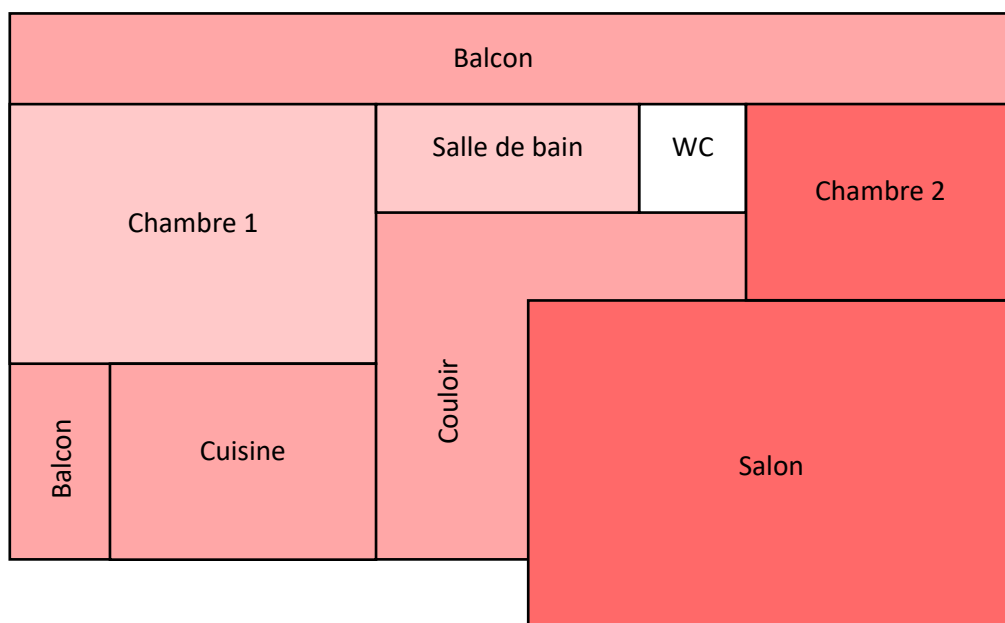 Balcon
Salle de bain
WC
Chambre 2
Chambre 1
Couloir
Balcon
Cuisine
Salon